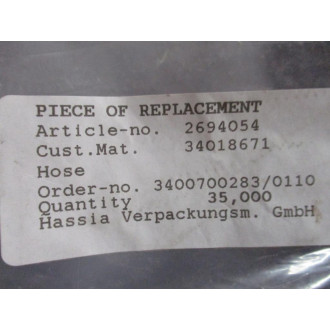 PIECE OF REPLACEMENT
Article-no. 2694054
Cust.Mat. 34018671
Hose
Order-no. 3400700283/0110
Quantity 35,000
Hassia Verpackungsm. GmbH